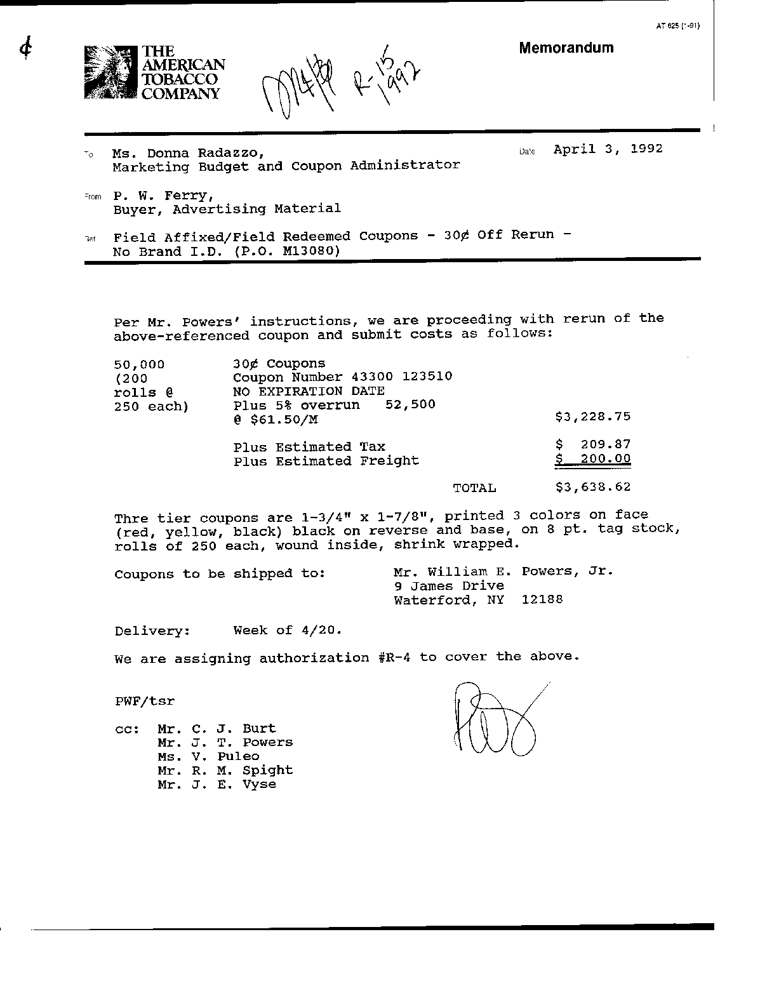 AT 625 (1-91)
Memorandum
THE
AMERICAN
TOBACCO
COMPANY
R-15
1992
To Ms. Donna Radazzo,
Marketing Budget and Coupon Administrator
Date April 3, 1992
From P. W. Ferry,
Buyer, Advertising Material
Field Affixed/Field Redeemed Coupons - 30¢ Off Rerun -
No Brand I.D. (P.O. M13080)
Per Mr. Powers' instructions, we are proceeding with rerun of the
above-referenced coupon and submit costs as follows:
50,000 30¢ Coupons
(200 Coupon Number 43300 123510
rolls @ NO EXPIRATION DATE
250 each) Plus 5% overrun 52,500
@ $61.50/M $3,228.75
Plus Estimated Tax $ 209.87
Plus Estimated Freight $ 200.00
TOTAL $3,638.62
Thre tier coupons are 1-3/4" x 1-7/8", printed 3 colors on face
(red, yellow, black) black on reverse and base, on 8 pt. tag stock,
rolls of 250 each, wound inside, shrink wrapped.
Coupons to be shipped to: Mr. William E. Powers, Jr.
9 James Drive
Waterford, NY 12188
Delivery: Week of 4/20.
We are assigning authorization #R-4 to cover the above.
PWF/tsr
cc: Mr. C. J. Burt
Mr. J. T. Powers
Ms. V. Puleo
Mr. R. M. Spight
Mr. J. E. Vyse